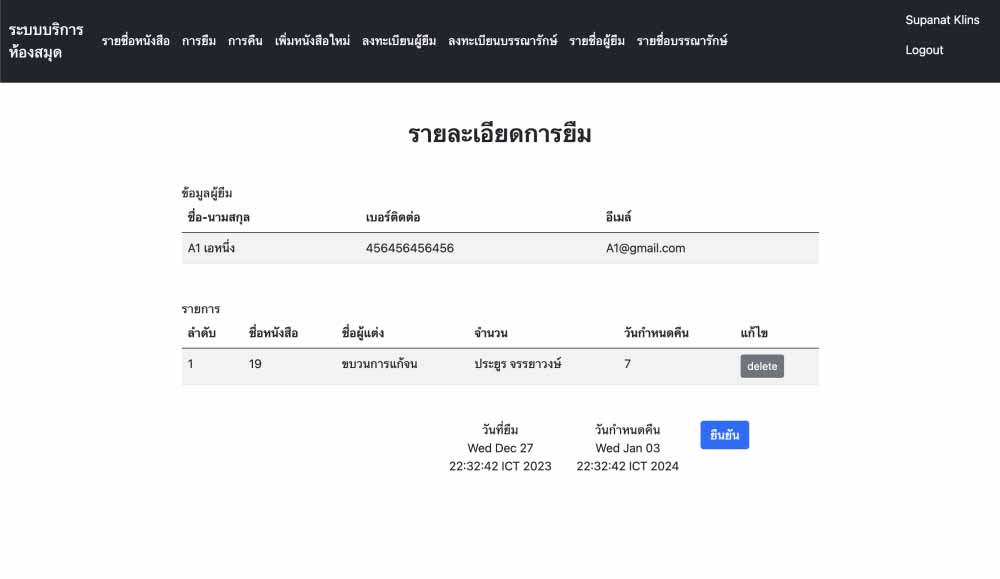 ระบบบริการ
ห้องสมุด
รายชื่อหนังสือ การยืม การคืน เพิ่มหนังสือใหม่ ลงทะเบียนผู้ยืม ลงทะเบียนบรรณารักษ์ รายชื่อผู้ยืม รายชื่อบรรณารักษ์
Supanat Klins
Logout
รายละเอียดการยืม
ข้อมูลผู้ยืม
ชื่อ-นามสกุล เบอร์ติดต่อ อีเมล์
A1 เอหนึ่ง 456456456456 A1@gmail.com
รายการ
ลำดับ ชื่อหนังสือ ชื่อผู้แต่ง จำนวน วันกำหนดคืน แก้ไข
1 19 ขบวนการแก้จน ประยูร จรรยาวงษ์ 7 delete
วันที่ยืม วันกำหนดคืน ยืนยัน
Wed Dec 27 Wed Jan 03
22:32:42 ICT 2023 22:32:42 ICT 2024